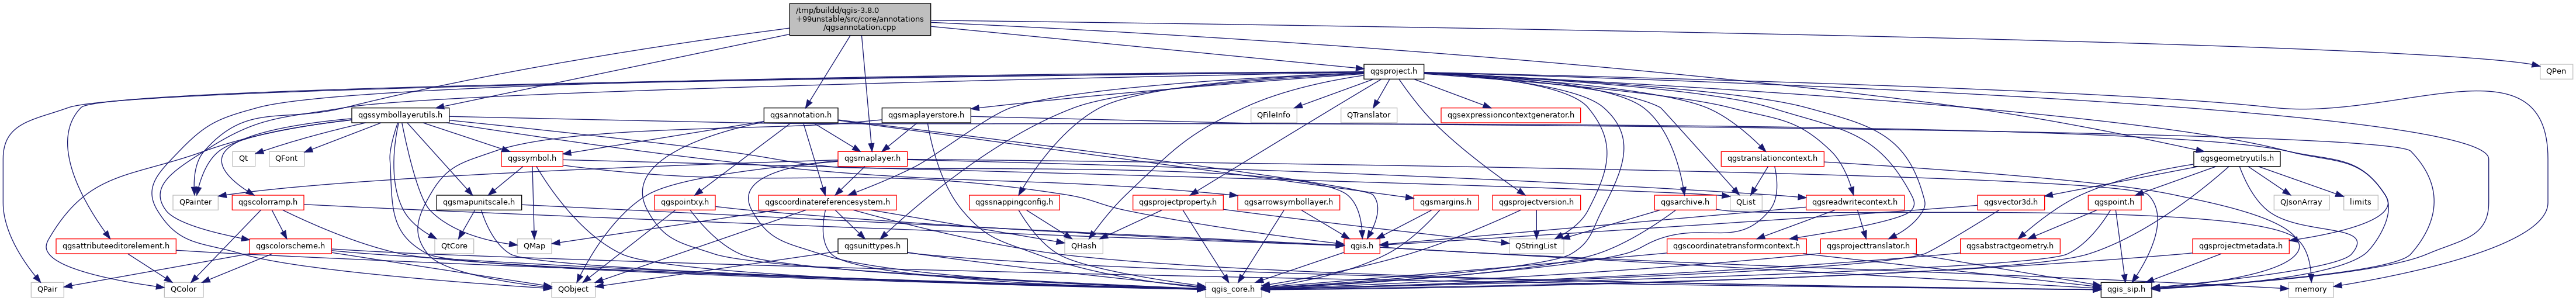 /tmp/buildd/qgis-3.8.0
+99unstable/src/core/annotations
/qgsannotation.cpp
qgsproject.h
QPen
qgssymbollayerutils.h
qgsannotation.h
qgsmaplayerstore.h
QFileInfo
QTranslator
qgsexpressioncontextgenerator.h
Qt
QFont
qgssymbol.h
qgsmaplayer.h
qgstranslationcontext.h
qgsgeometryutils.h
QPainter
qgscolorramp.h
qgsmapunitscale.h
qgspointxy.h
qgscoordinatereferencesystem.h
qgssnappingconfig.h
qgsprojectproperty.h
qgsarrowsymbollayer.h
qgsmargins.h
qgsprojectversion.h
qgsarchive.h
QList
qgsreadwritecontext.h
qgsvector3d.h
qgspoint.h
QJsonArray
limits
qgsattributeeditorelement.h
qgscolorscheme.h
QtCore
QMap
qgsunittypes.h
QHash
qgis.h
QStringList
qgscoordinatetransformcontext.h
qgsprojecttranslator.h
qgsabstractgeometry.h
qgsprojectmetadata.h
QPair
QColor
QObject
qgis_core.h
qgis_sip.h
memory